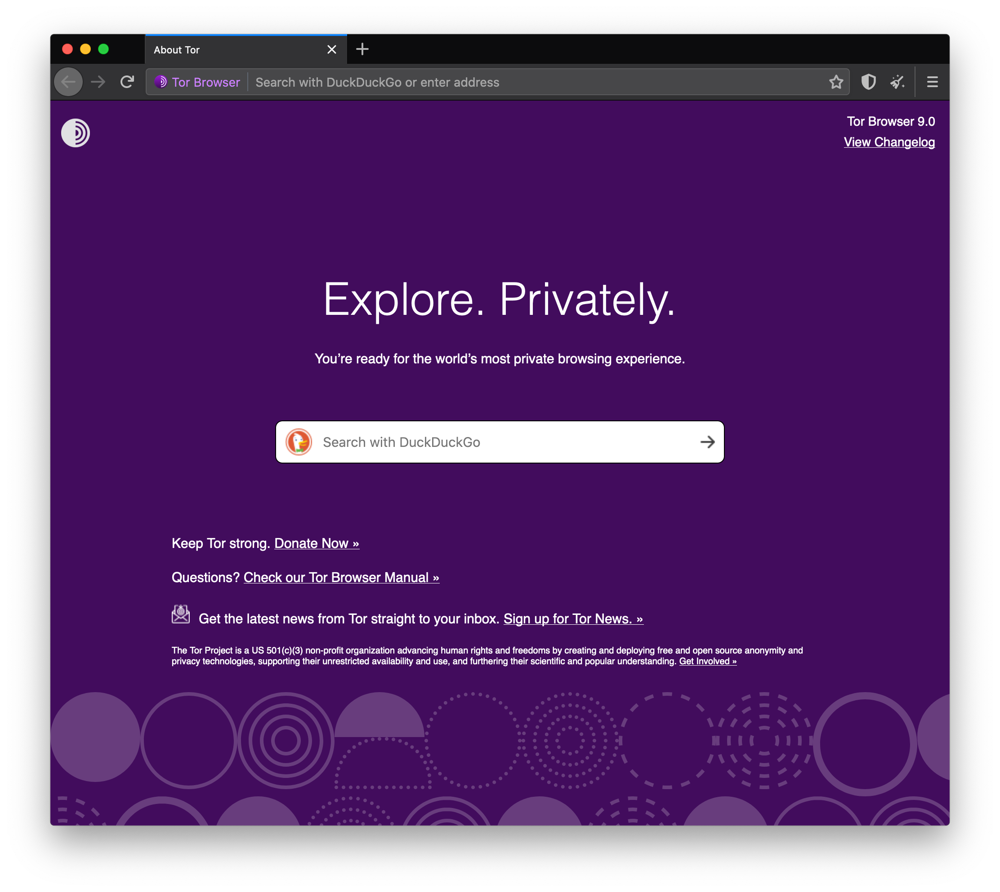 About Tor
Tor Browser
Search with DuckDuckGo or enter address
Tor Browser 9.0
View Changelog
Explore. Privately.
You’re ready for the world’s most private browsing experience.
Search with DuckDuckGo
Keep Tor strong. Donate Now »
Questions? Check our Tor Browser Manual »
Get the latest news from Tor straight to your inbox. Sign up for Tor News. »
The Tor Project is a US 501(c)(3) non-profit organization advancing human rights and freedoms by creating and deploying free and open source anonymity and
privacy technologies, supporting their unrestricted availability and use, and furthering their scientific and popular understanding. Get Involved »